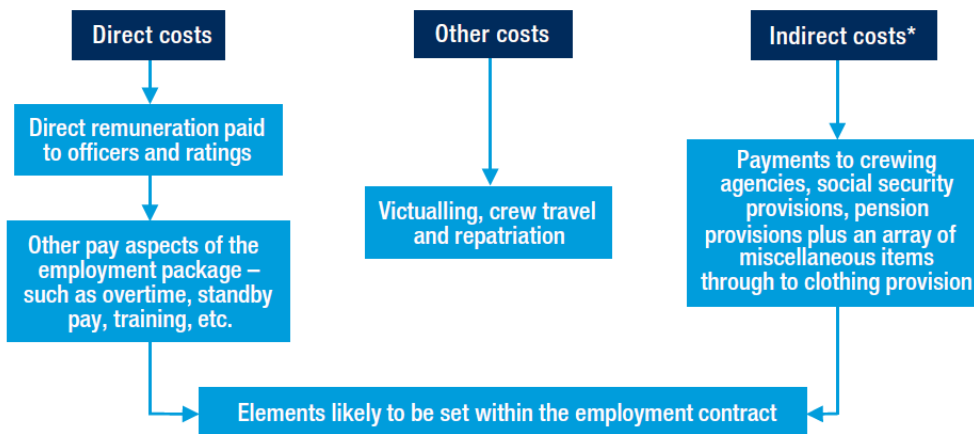 Direct costs
Other costs
Indirect costs*
Direct remuneration paid
to officers and ratings
Other pay aspects of the
employment package –
such as overtime, standby
pay, training, etc.
Victualling, crew travel
and repatriation
Payments to crewing
agencies, social security
provisions, pension
provisions plus an array of
miscellaneous items
through to clothing provision
Elements likely to be set within the employment contract